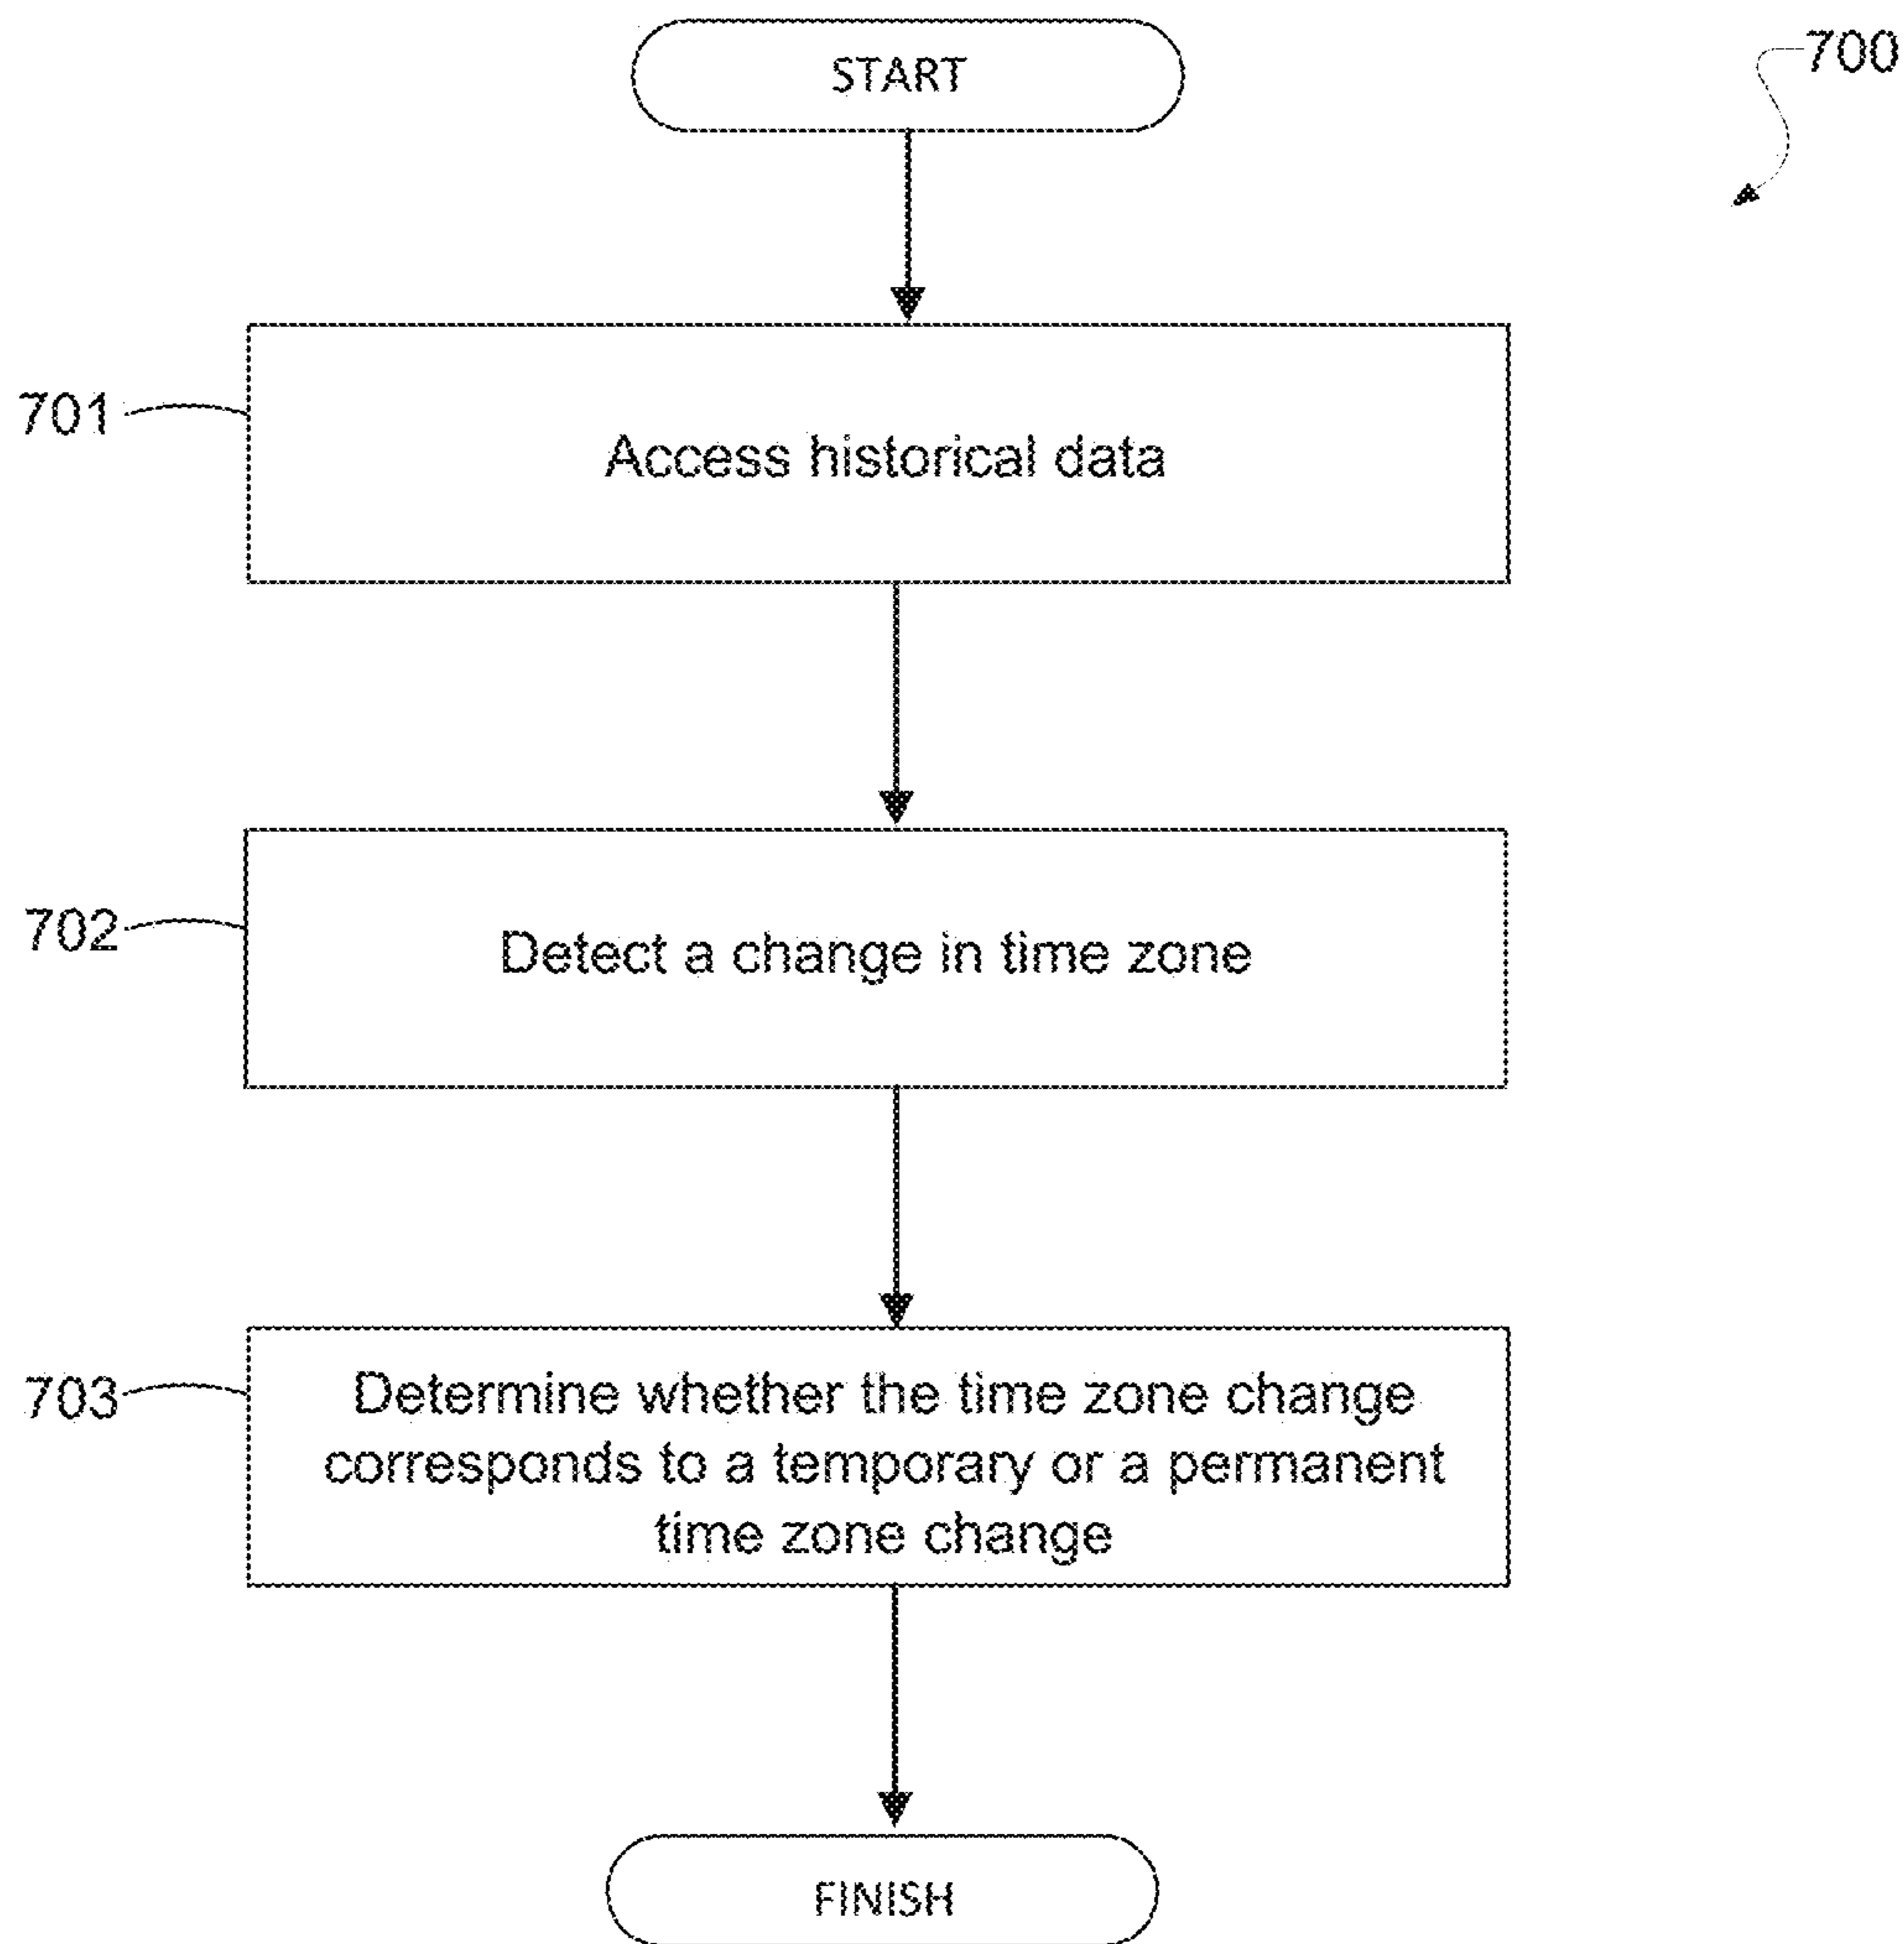 START
700
701
Access historical data
702
Detect a change in time zone
703
Determine whether the time zone change
corresponds to a temporary or a permanent
time zone change
FINISH